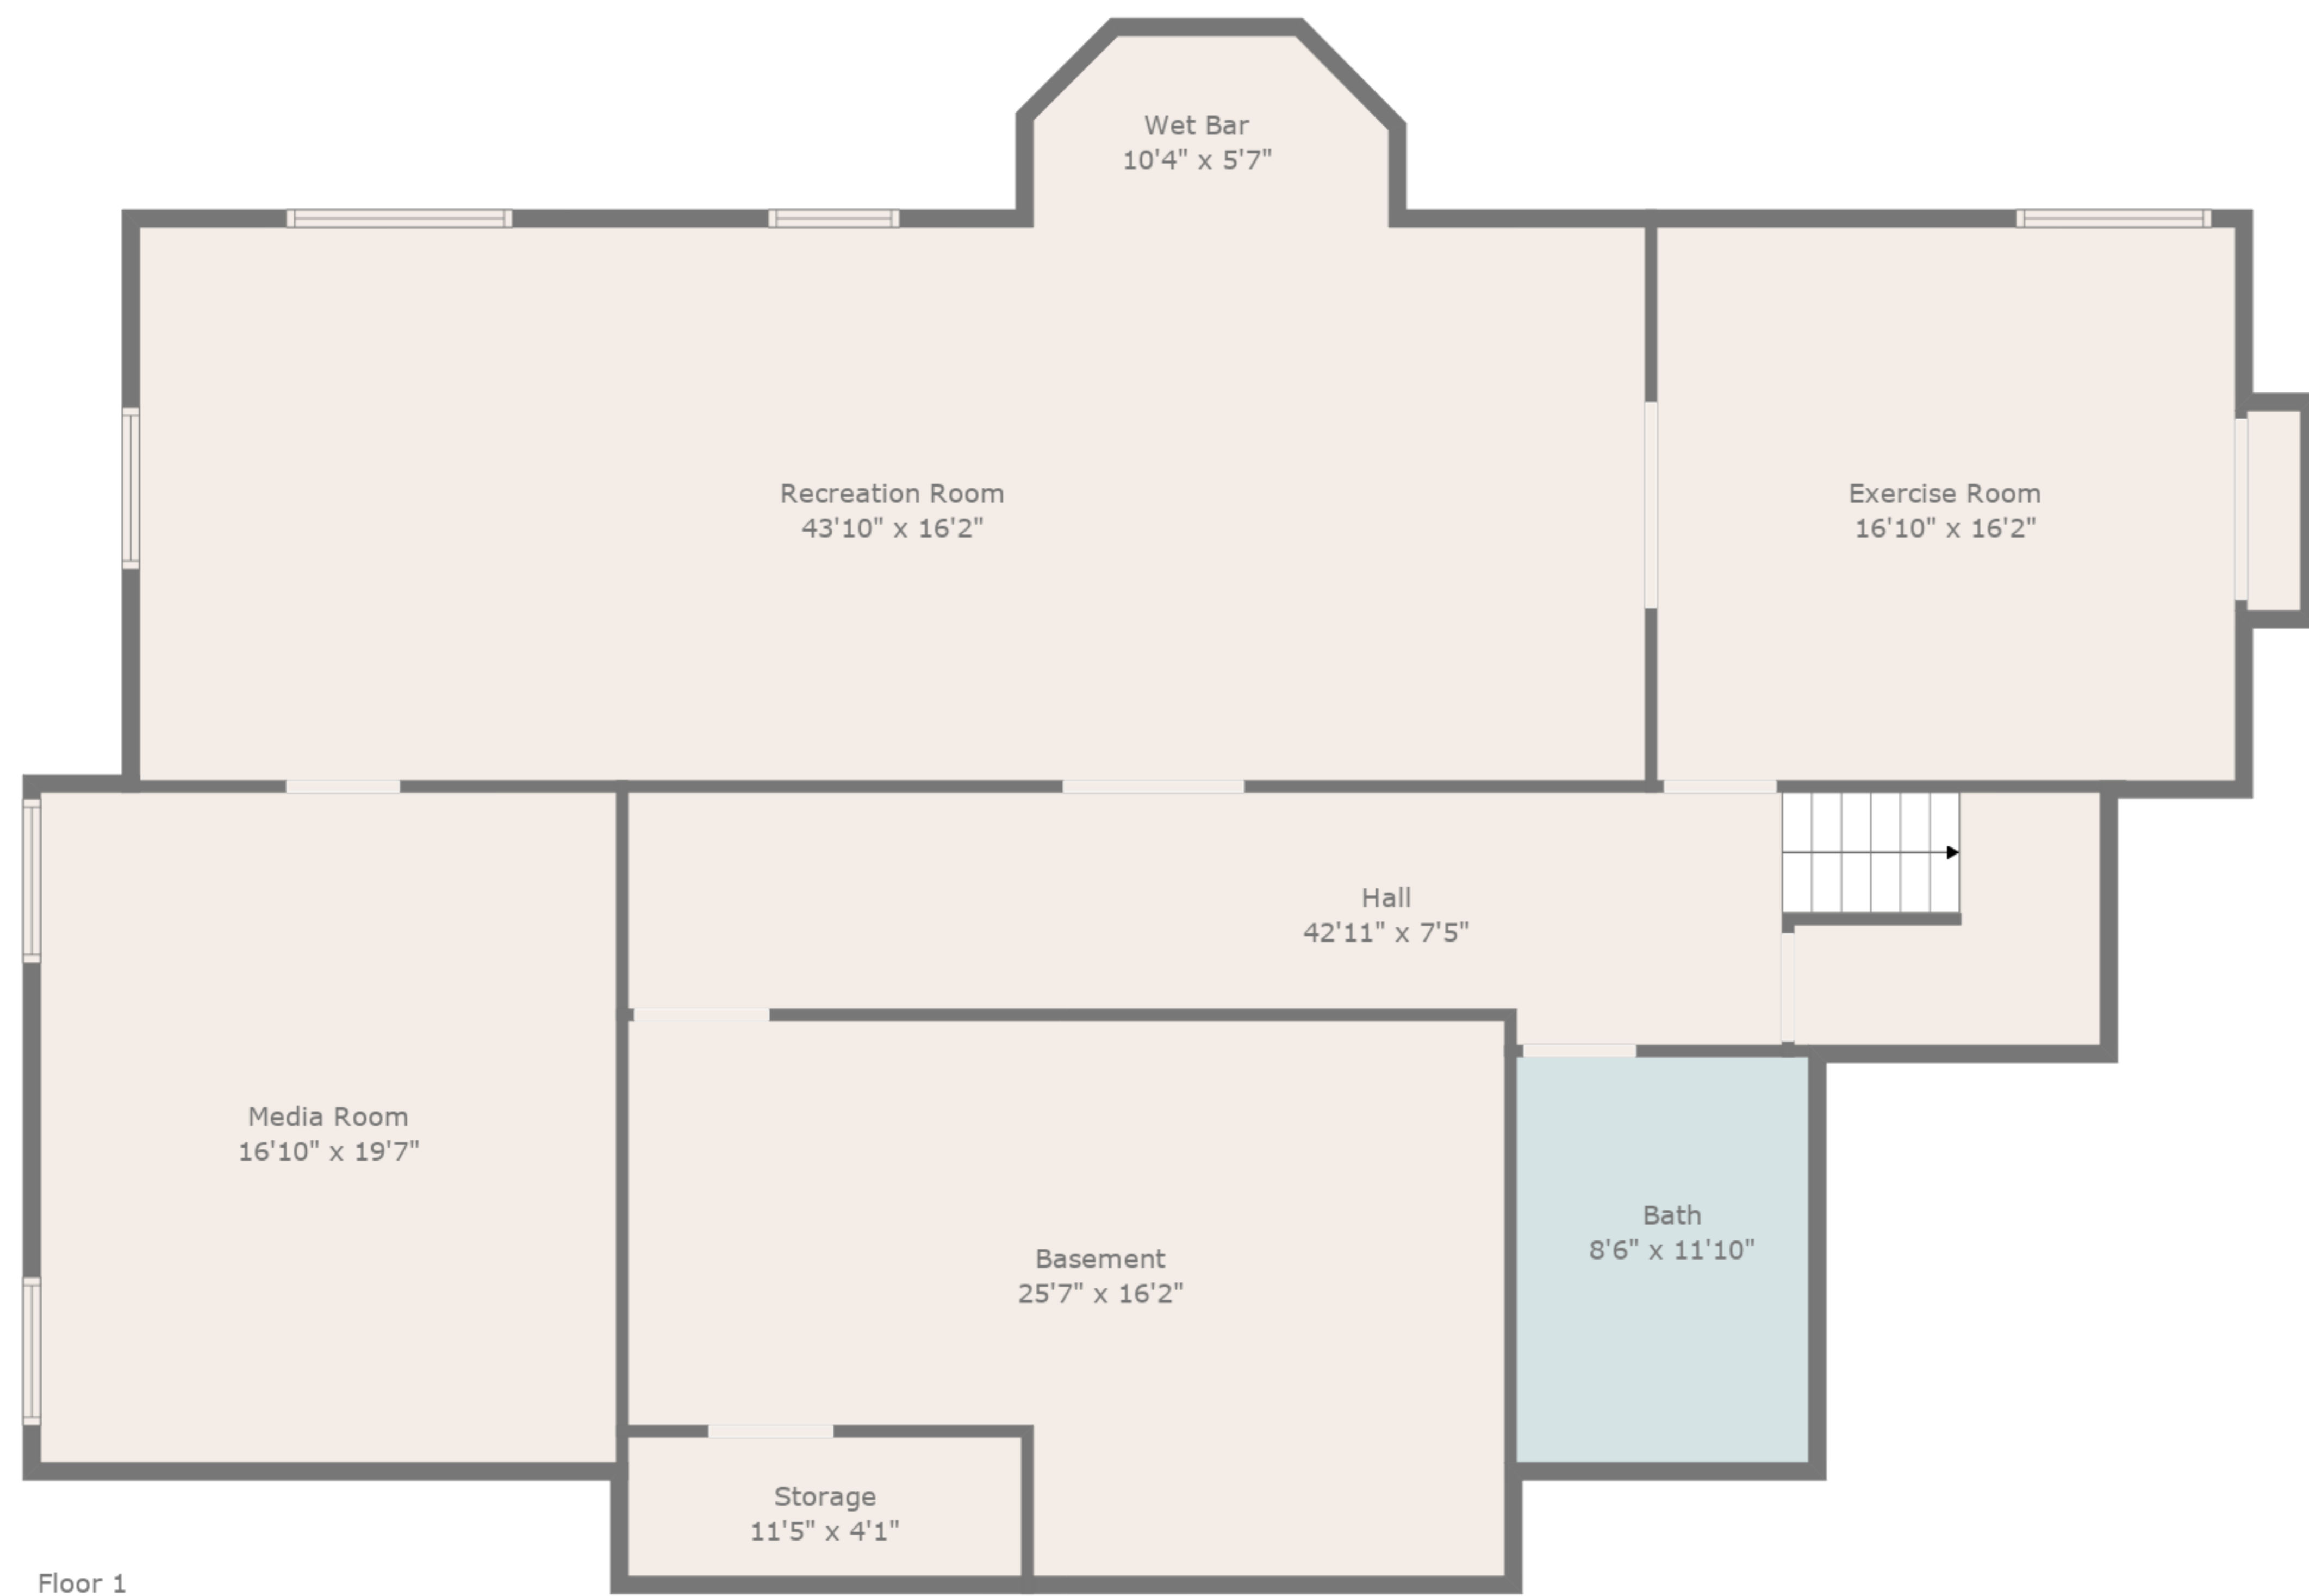 Wet Bar
10'4" x 5'7"
Recreation Room
43'10" x 16'2"
Exercise Room
16'10" x 16'2"
Hall
42'11" x 7'5"
Media Room
16'10" x 19'7"
Bath
8'6" x 11'10"
Basement
25'7" x 16'2"
Storage
11'5" x 4'1"
Floor 1